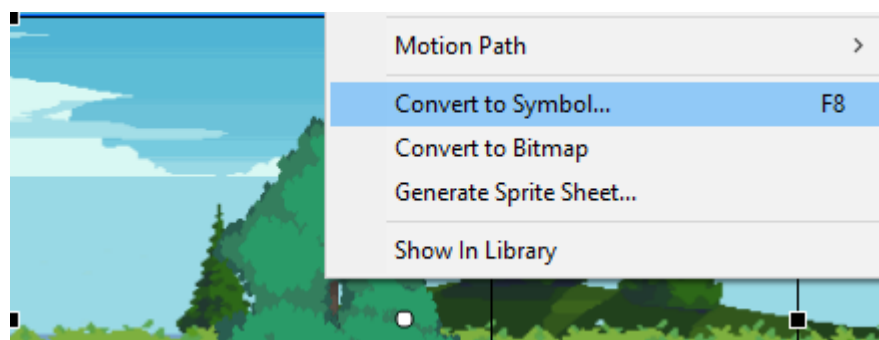 Motion Path
Convert to Symbol... F8
Convert to Bitmap
Generate Sprite Sheet...
Show In Library